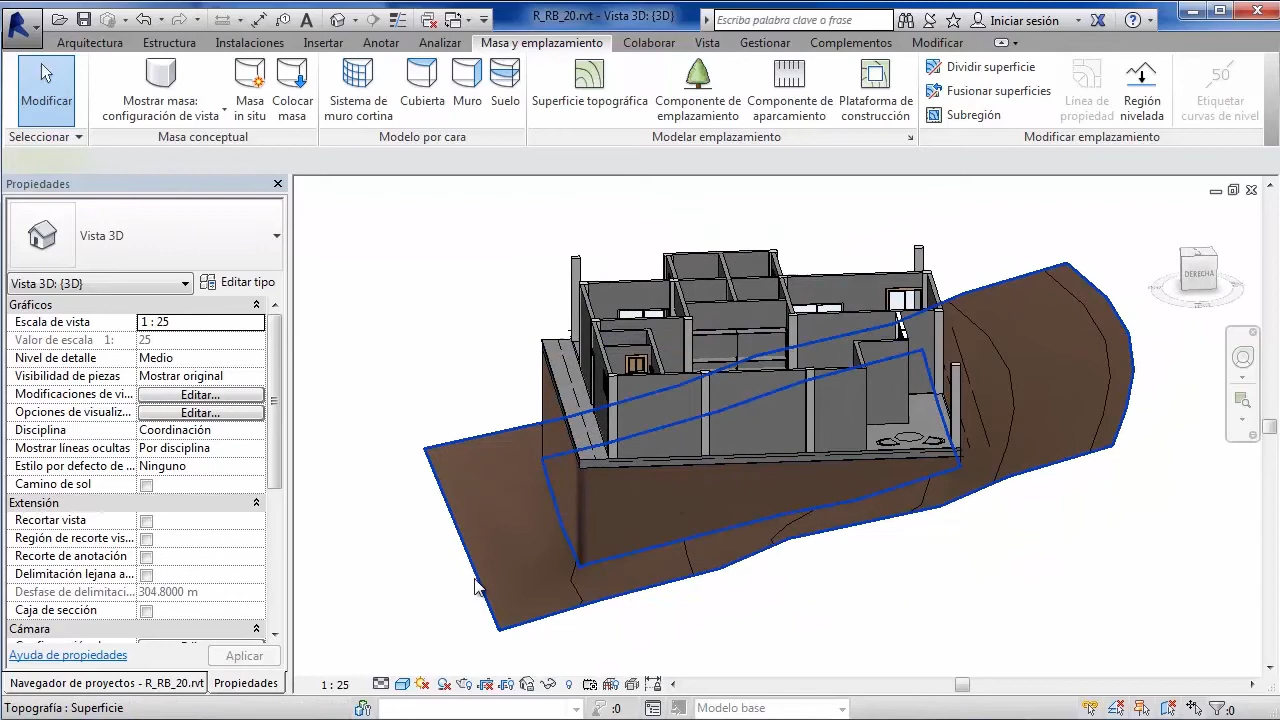 R_RB_20.rvt - Vista 3D: {3D}
Escriba palabra clave o frase
Iniciar sesión
Arquitectura
Estructura
Instalaciones
Insertar
Anotar
Analizar
Masa y emplazamiento
Colaborar
Vista
Gestionar
Complementos
Modificar
Modificar
Mostrar masa:
configuración de vista
Masa
in situ
Colocar
masa
Sistema de
muro cortina
Cubierta
Muro
Suelo
Superficie topográfica
Componente de
emplazamiento
Componente de
aparcamiento
Plataforma de
construcción
Dividir superficie
Fusionar superficies
Subregión
Línea de
propiedad
Región
nivelada
50
Etiquetar
curvas de nivel
Seleccionar
Masa conceptual
Modelo por cara
Modelar emplazamiento
Modificar emplazamiento
Propiedades
Vista 3D
Vista 3D: {3D}
Editar tipo
Gráficos
Escala de vista 1 : 25
Valor de escala 1: 25
Nivel de detalle Medio
Visibilidad de piezas Mostrar original
Modificaciones de vi... Editar...
Opciones de visualiz... Editar...
Disciplina Coordinación
Mostrar líneas ocultas Por disciplina
Estilo por defecto de ... Ninguno
Camino de sol
Extensión
Recortar vista
Región de recorte vis...
Recorte de anotación
Delimitación lejana a...
Desfase de delimitaci... 304.8000 m
Caja de sección
Cámara
Ayuda de propiedades
Aplicar
Navegador de proyectos - R_RB_20.rvt
Propiedades
DERECHA
1 : 25
Topografía : Superficie
:0
Modelo base
:0